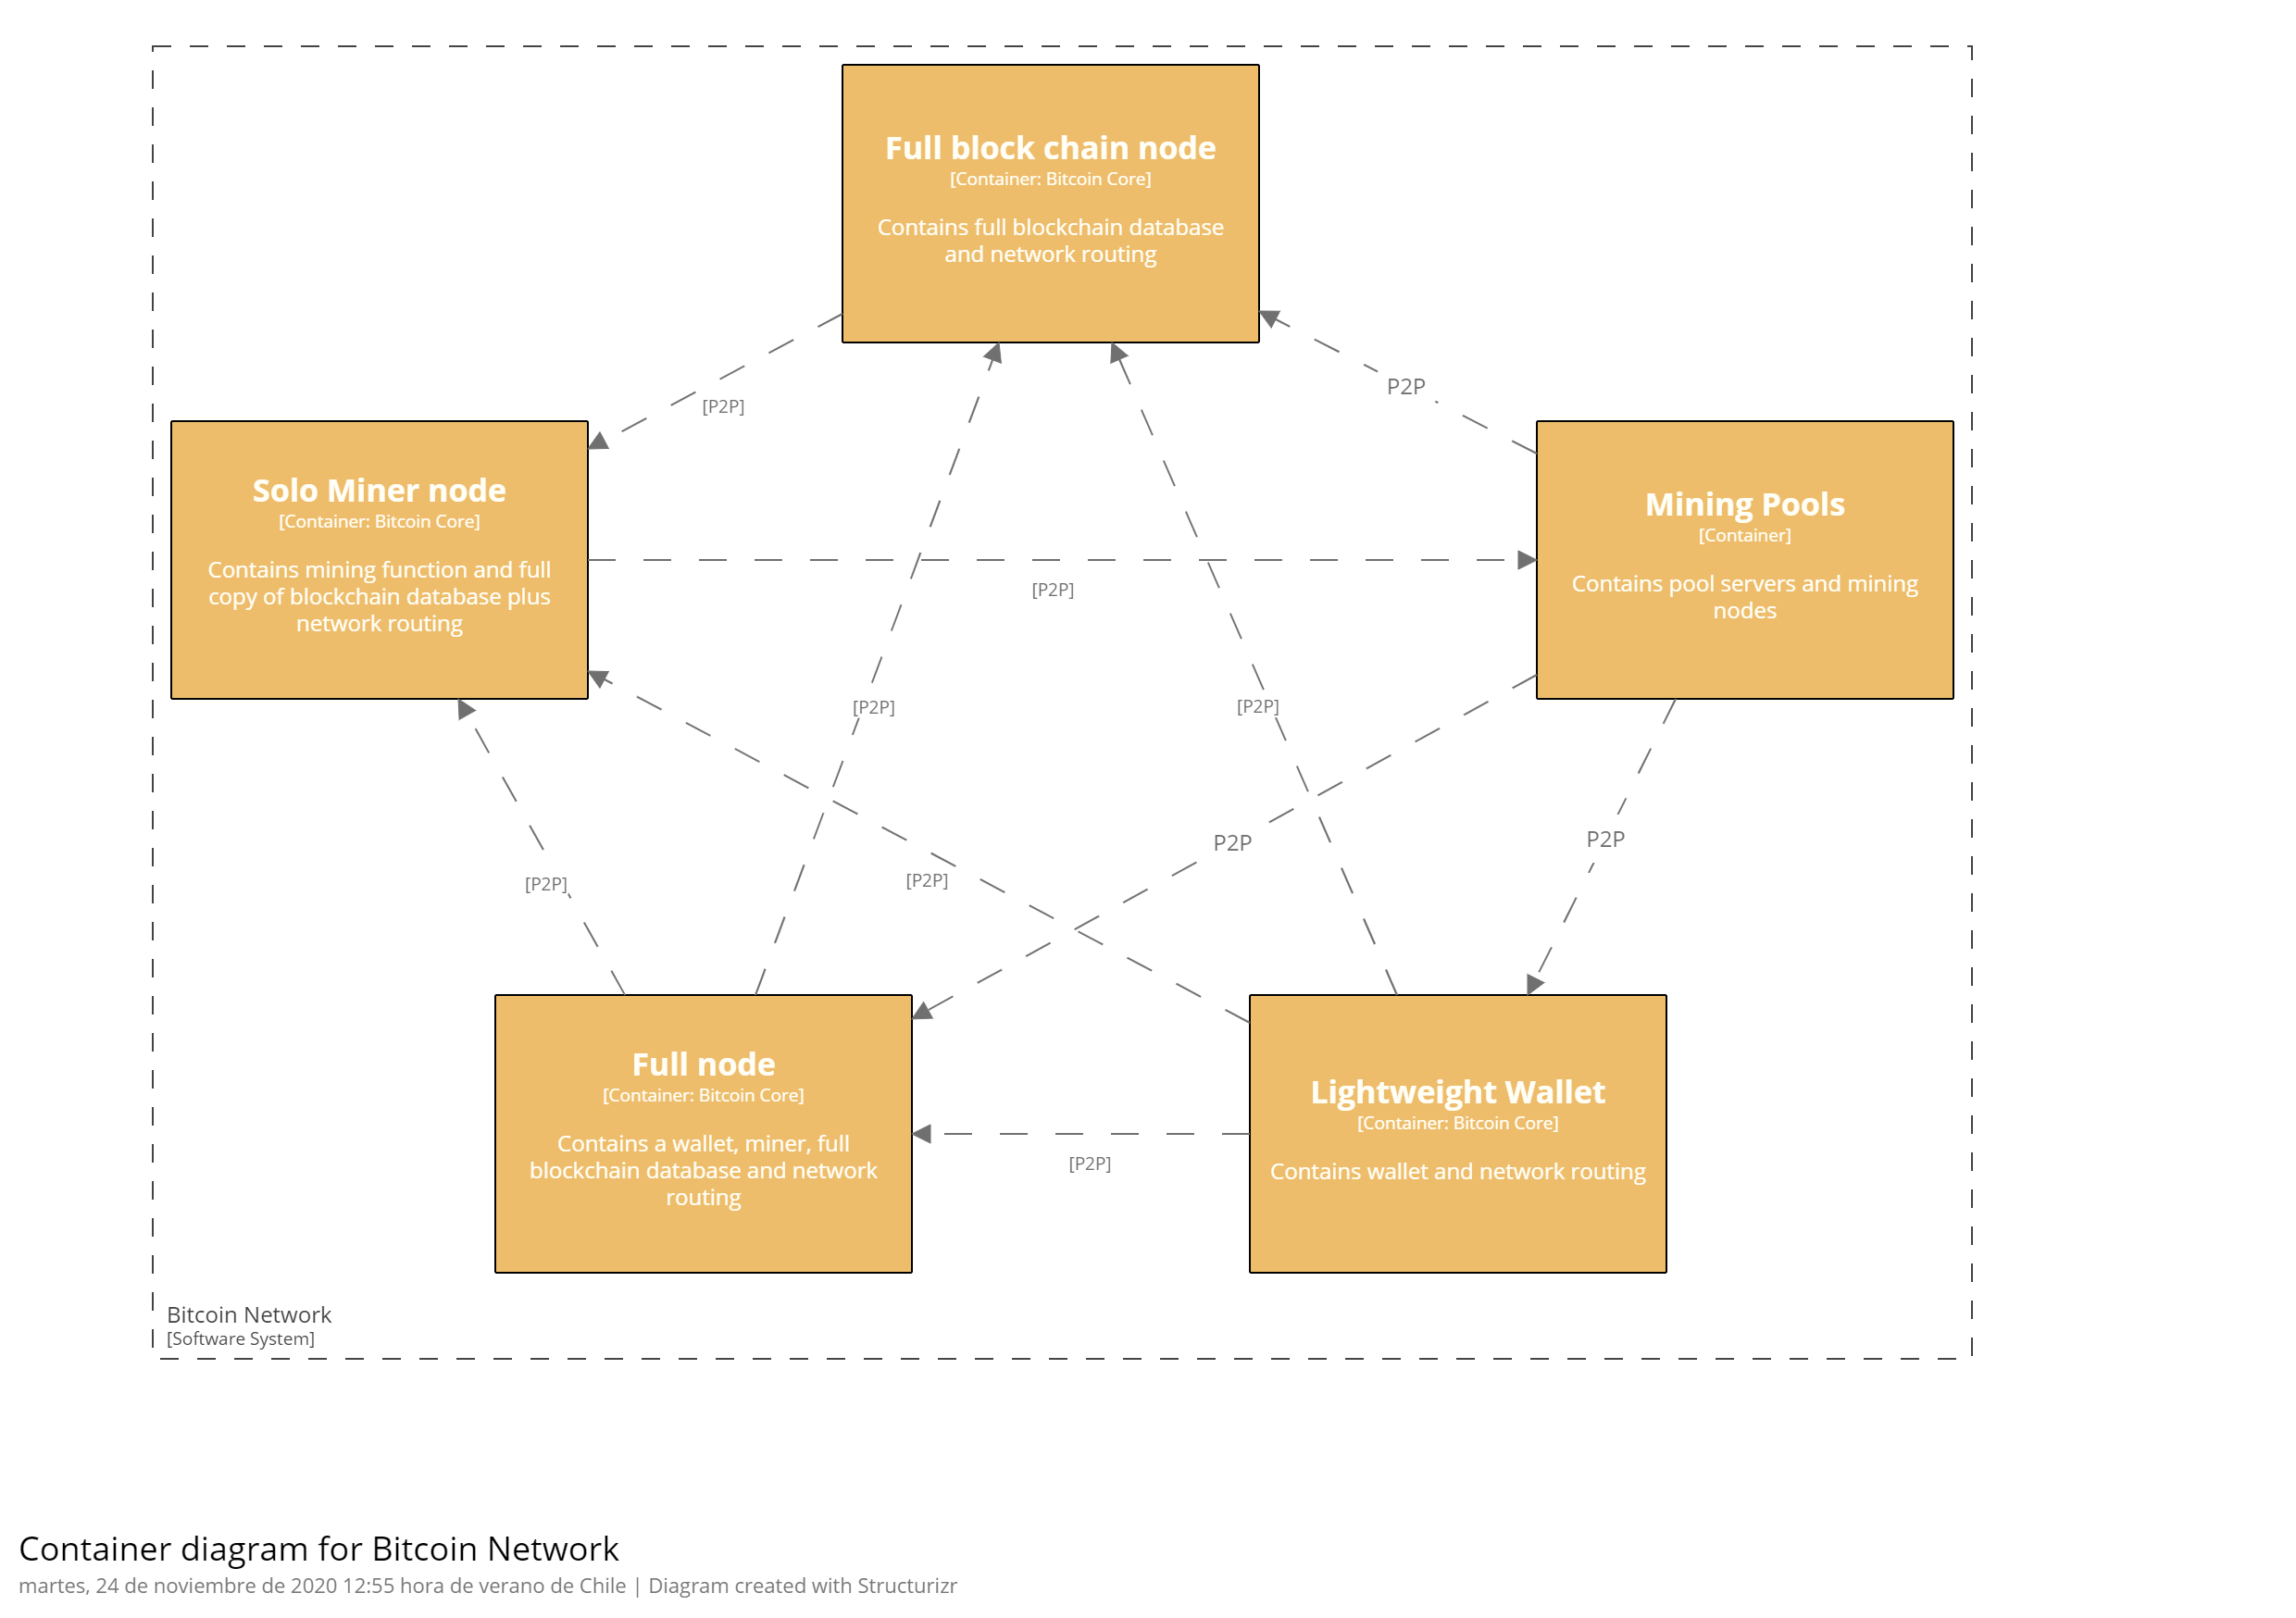 Full block chain node
[Container: Bitcoin Core]
Contains full blockchain database
and network routing
P2P
[P2P]
Solo Miner node
[Container: Bitcoin Core]
Contains mining function and full
copy of blockchain database plus
network routing
Mining Pools
[Container]
Contains pool servers and mining
nodes
[P2P]
[P2P]
[P2P]
P2P
P2P
[P2P]
[P2P]
Full node
[Container: Bitcoin Core]
Contains a wallet, miner, full
blockchain database and network
routing
Lightweight Wallet
[Container: Bitcoin Core]
Contains wallet and network routing
[P2P]
Bitcoin Network
[Software System]
Container diagram for Bitcoin Network
martes, 24 de noviembre de 2020 12:55 hora de verano de Chile | Diagram created with Structurizr